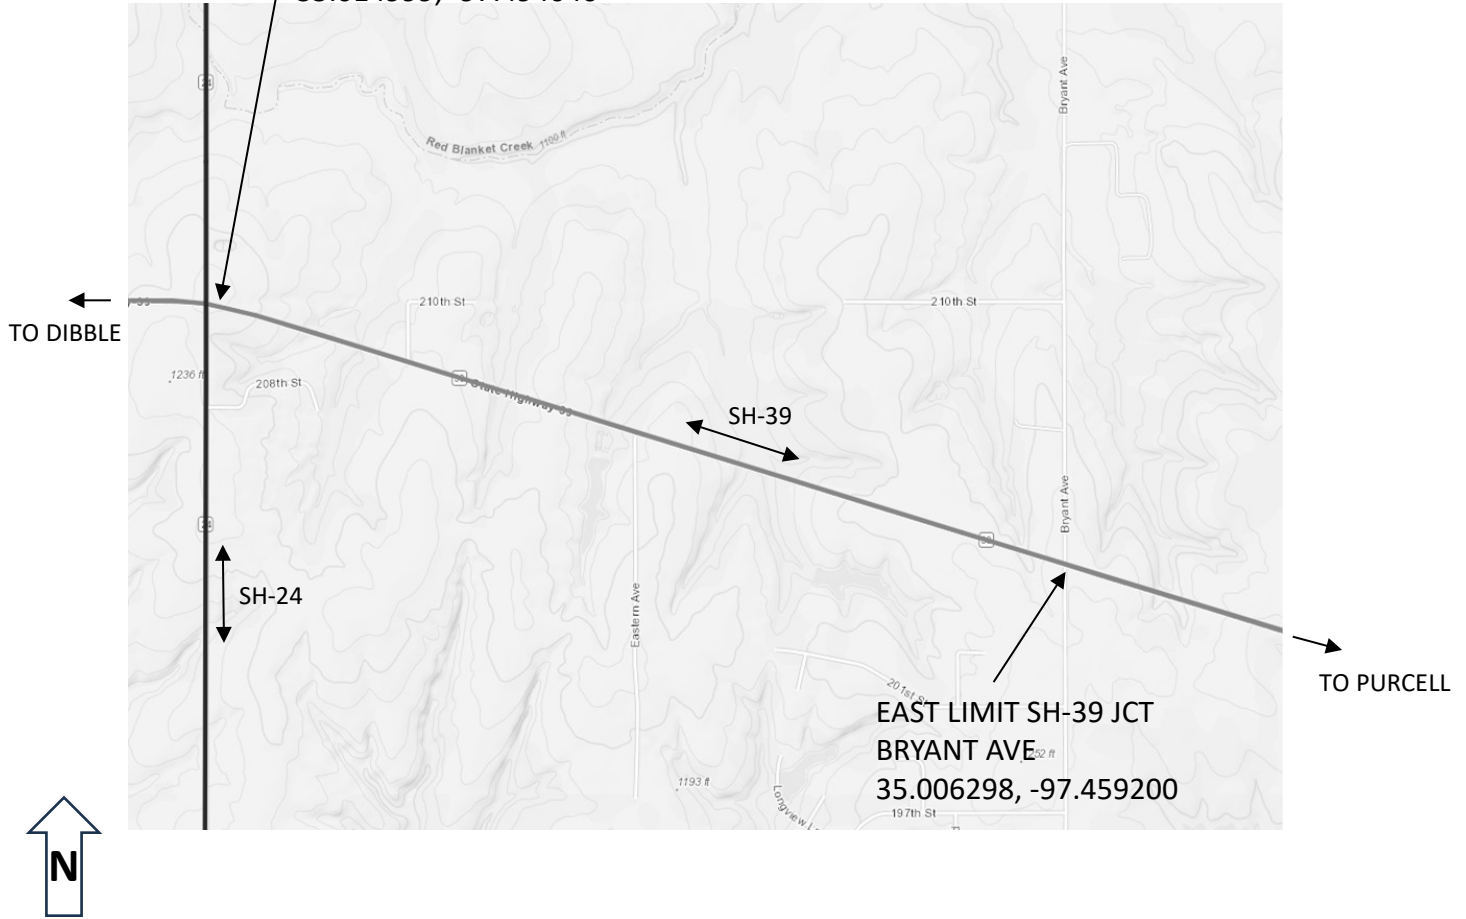 24
Bryant Ave
Red Blanket Creek 1100 ft
210th St
210th St
TO DIBBLE
1236 ft
208th St
State Highway 39
SH-39
Bryant Ave
24
SH-24
Eastern Ave
TO PURCELL
201st St
EAST LIMIT SH-39 JCT
BRYANT AVE
35.006298, -97.459200
1193 ft
197th St
N